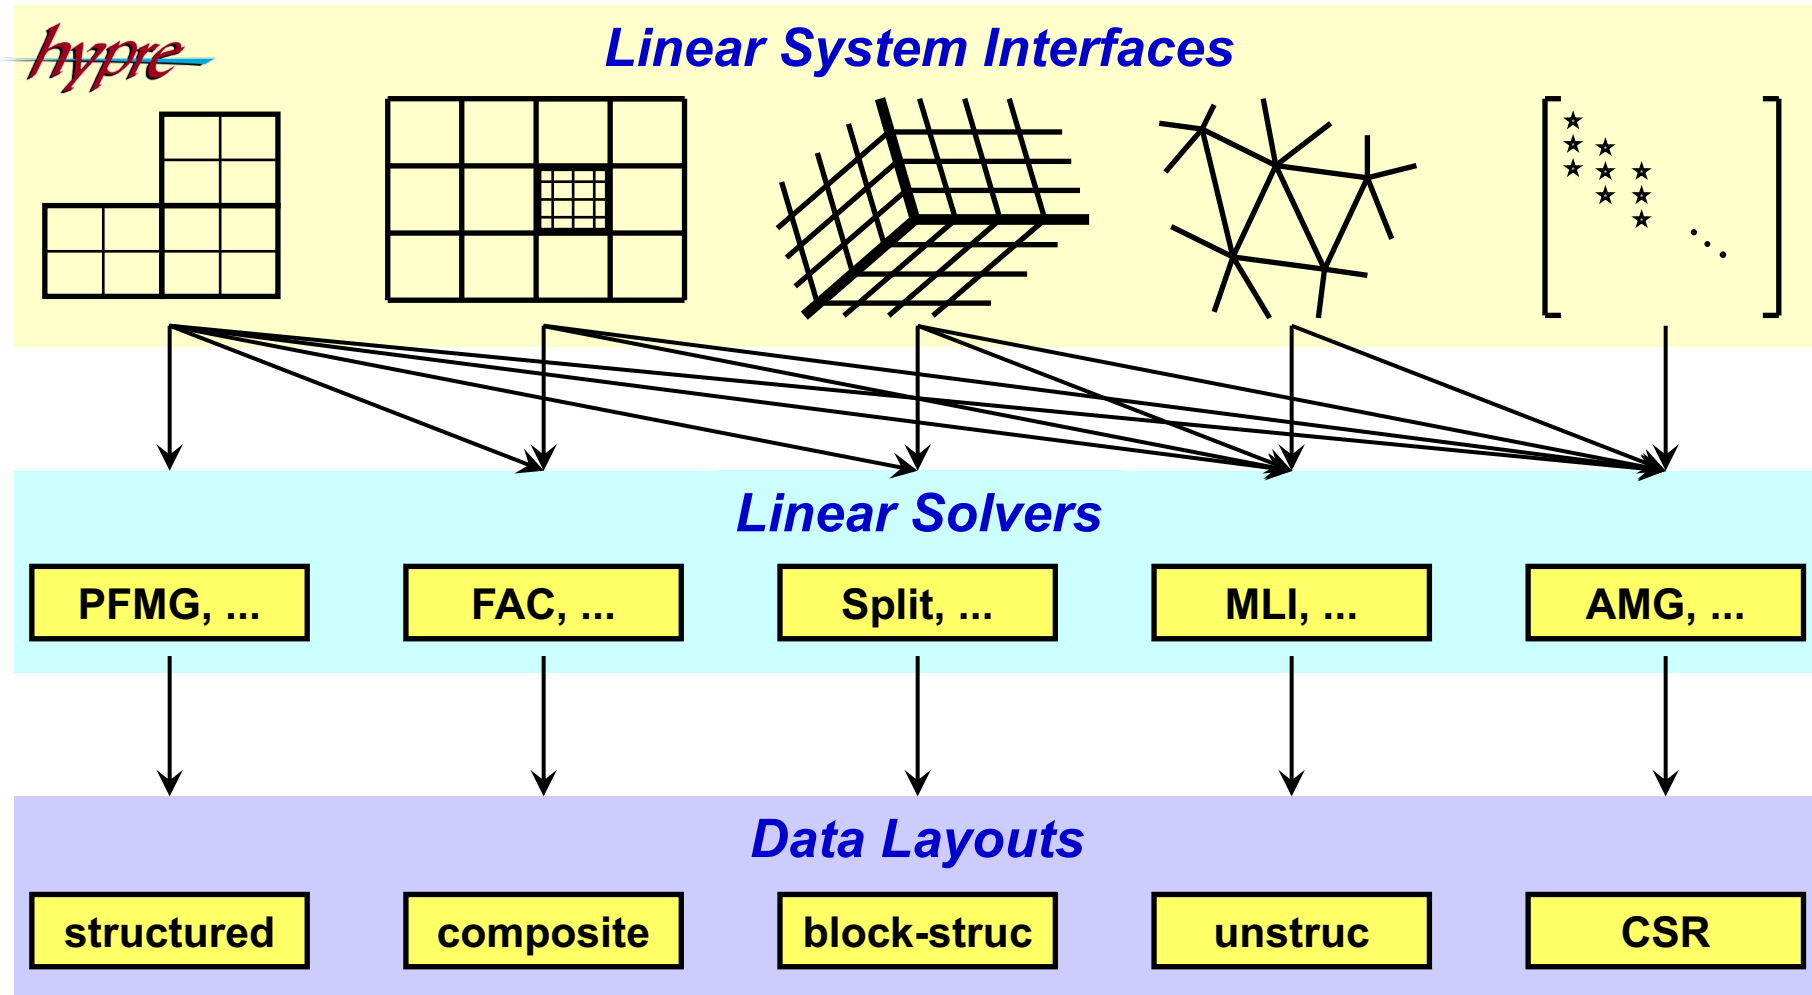 hypre
Linear System Interfaces
Linear Solvers
PFMG, ...
FAC, ...
Split, ...
MLI, ...
AMG, ...
Data Layouts
structured
composite
block-struc
unstruc
CSR